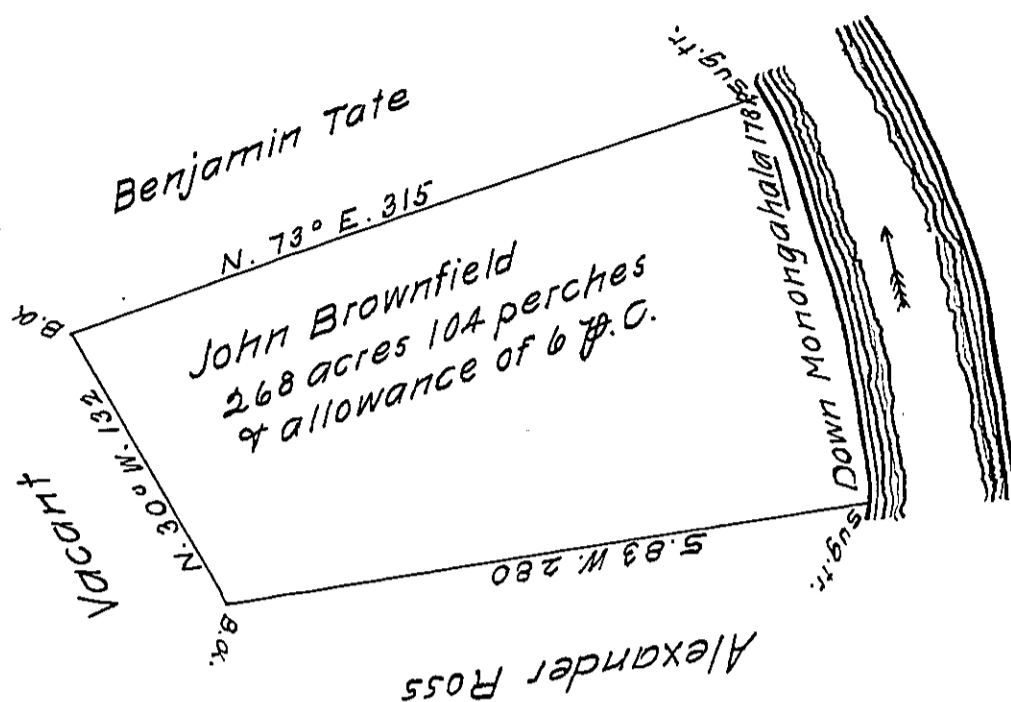 Benjamin Tate
N. 73° E. 315
sug.tr.
John Brownfield
268 acres 104 perches
& allowance of 6 p.C.
Down Monongahala 178p
B.o.
N. 30° W. 132
Vacant
B.o.
S. 83 W. 280
sug.tr.
Alexander Ross